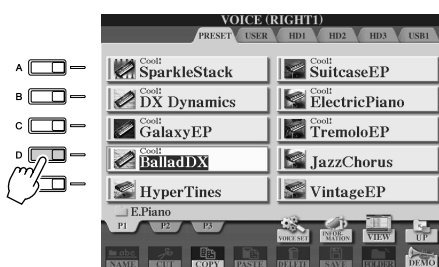 VOICE (RIGHT1)
PRESET USER HD1 HD2 HD3 USB1
A
B
C
D
Cool!
SparkleStack
Cool!
SuitcaseEP
Cool!
DX Dynamics
Cool!
ElectricPiano
Cool!
GalaxyEP
Cool!
TremoloEP
Cool!
BalladDX
JazzChorus
HyperTines
VintageEP
E.Piano
P1 P2 P3
VOICE SET
INFOR-
MATION
VIEW
UP
NAME CUT COPY PASTE DELETE SAVE FOLDER DEMO